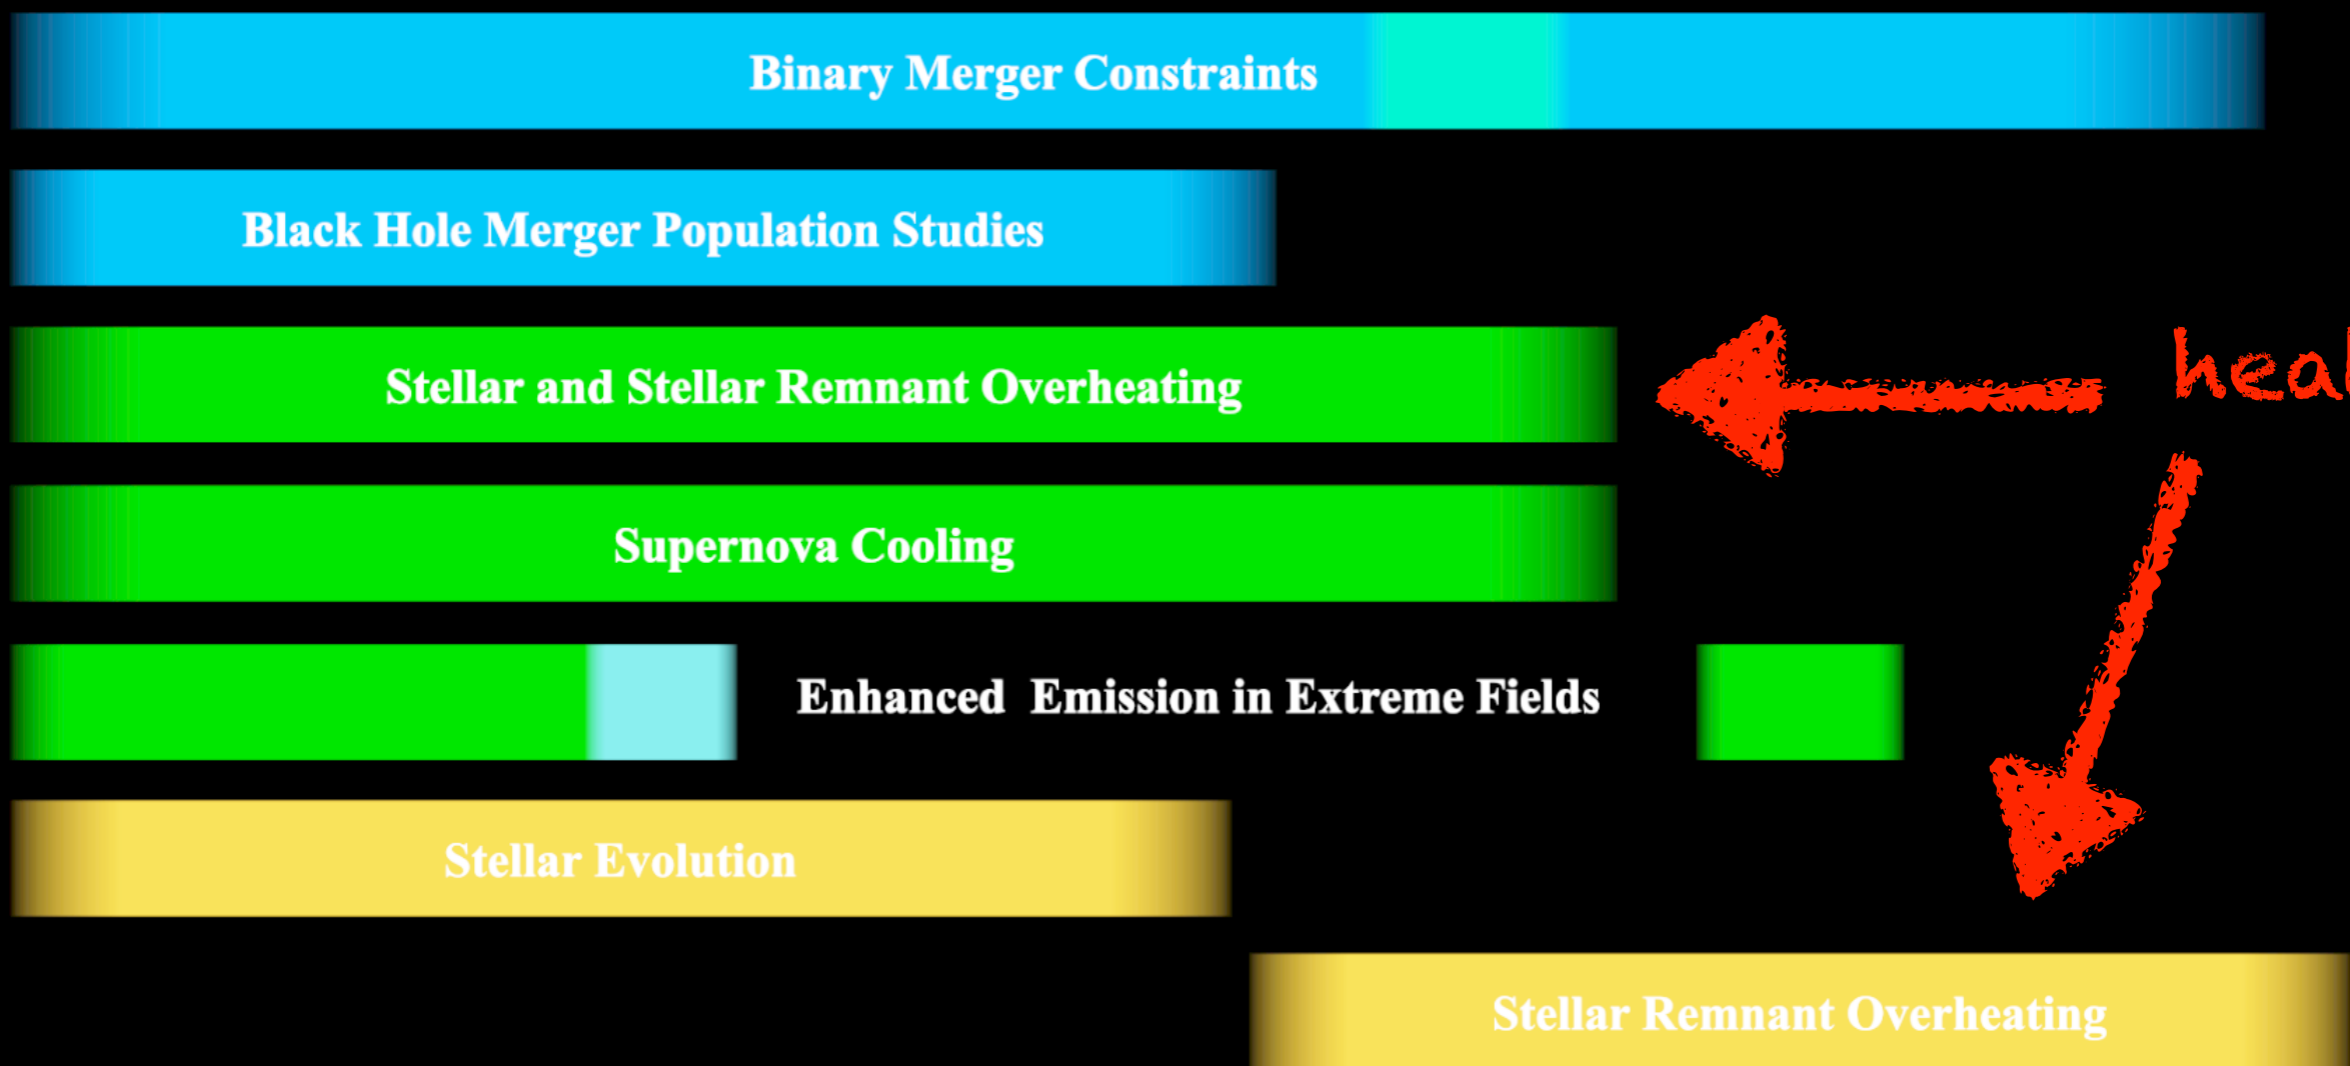 Binary Merger Constraints
Black Hole Merger Population Studies
Stellar and Stellar Remnant Overheating
Supernova Cooling
Enhanced Emission in Extreme Fields
Stellar Evolution
Stellar Remnant Overheating